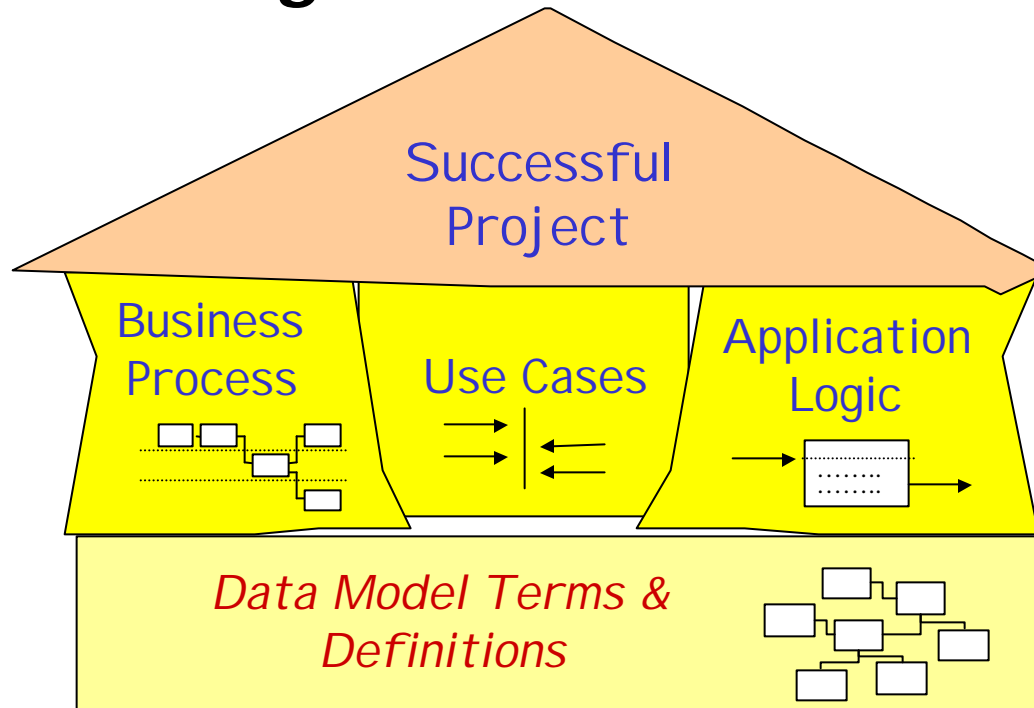 Successful
Project
Business
Process
Use Cases
Application
Logic
Data Model Terms &
Definitions